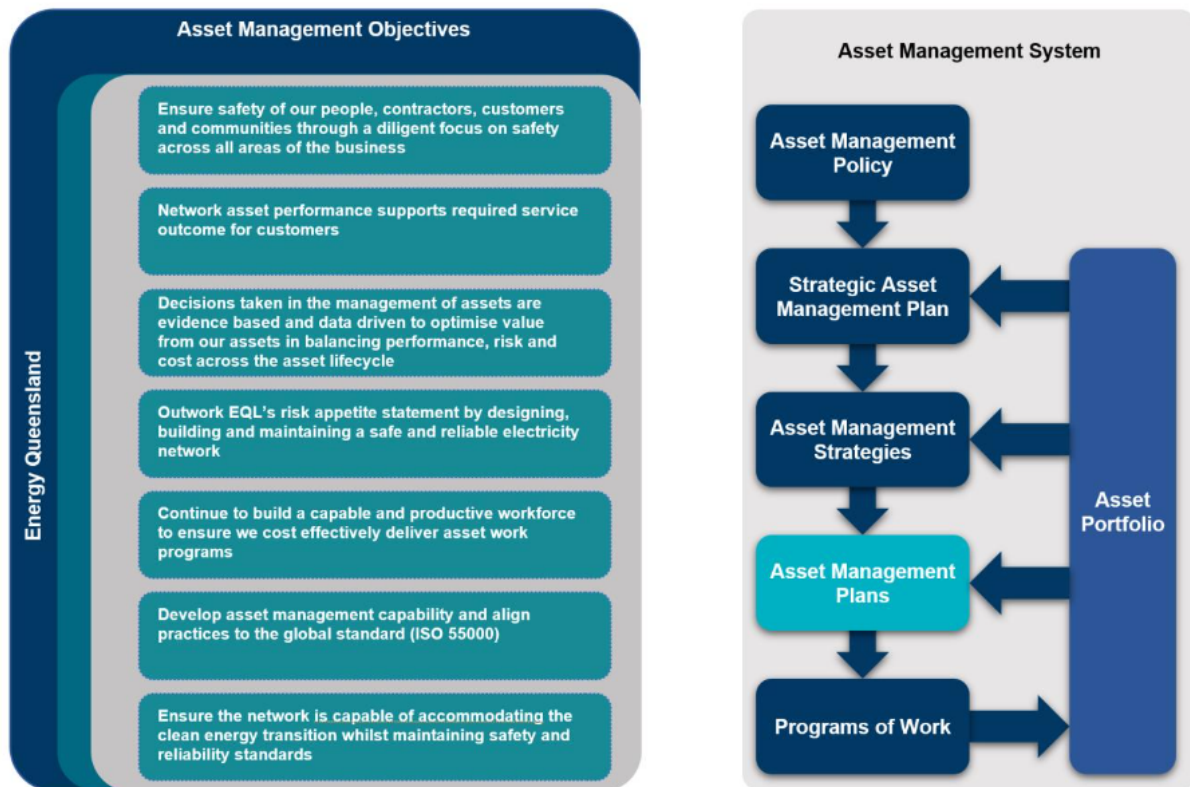 Asset Management Objectives
Energy Queensland
Ensure safety of our people, contractors, customers
and communities through a diligent focus on safety
across all areas of the business
Network asset performance supports required service
outcome for customers
Decisions taken in the management of assets are
evidence based and data driven to optimise value
from our assets in balancing performance, risk and
cost across the asset lifecycle
Outwork EQL's risk appetite statement by designing,
building and maintaining a safe and reliable electricity
network
Continue to build a capable and productive workforce
to ensure we cost effectively deliver asset work
programs
Develop asset management capability and align
practices to the global standard (ISO 55000)
Ensure the network is capable of accommodating the
clean energy transition whilst maintaining safety and
reliability standards
Asset Management System
Asset Management
Policy
Strategic Asset
Management Plan
Asset Management
Strategies
Asset Management
Plans
Programs of Work
Asset
Portfolio